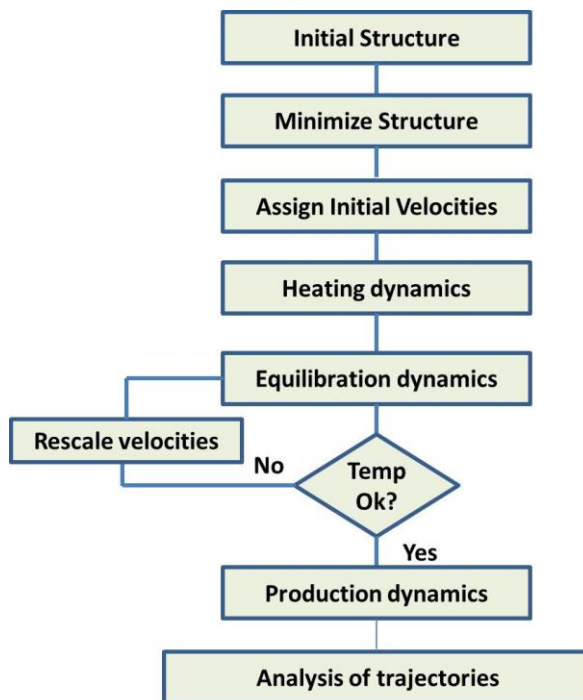 Initial Structure
Minimize Structure
Assign Initial Velocities
Heating dynamics
Equilibration dynamics
Rescale velocities
No
Temp
Ok?
Yes
Production dynamics
Analysis of trajectories